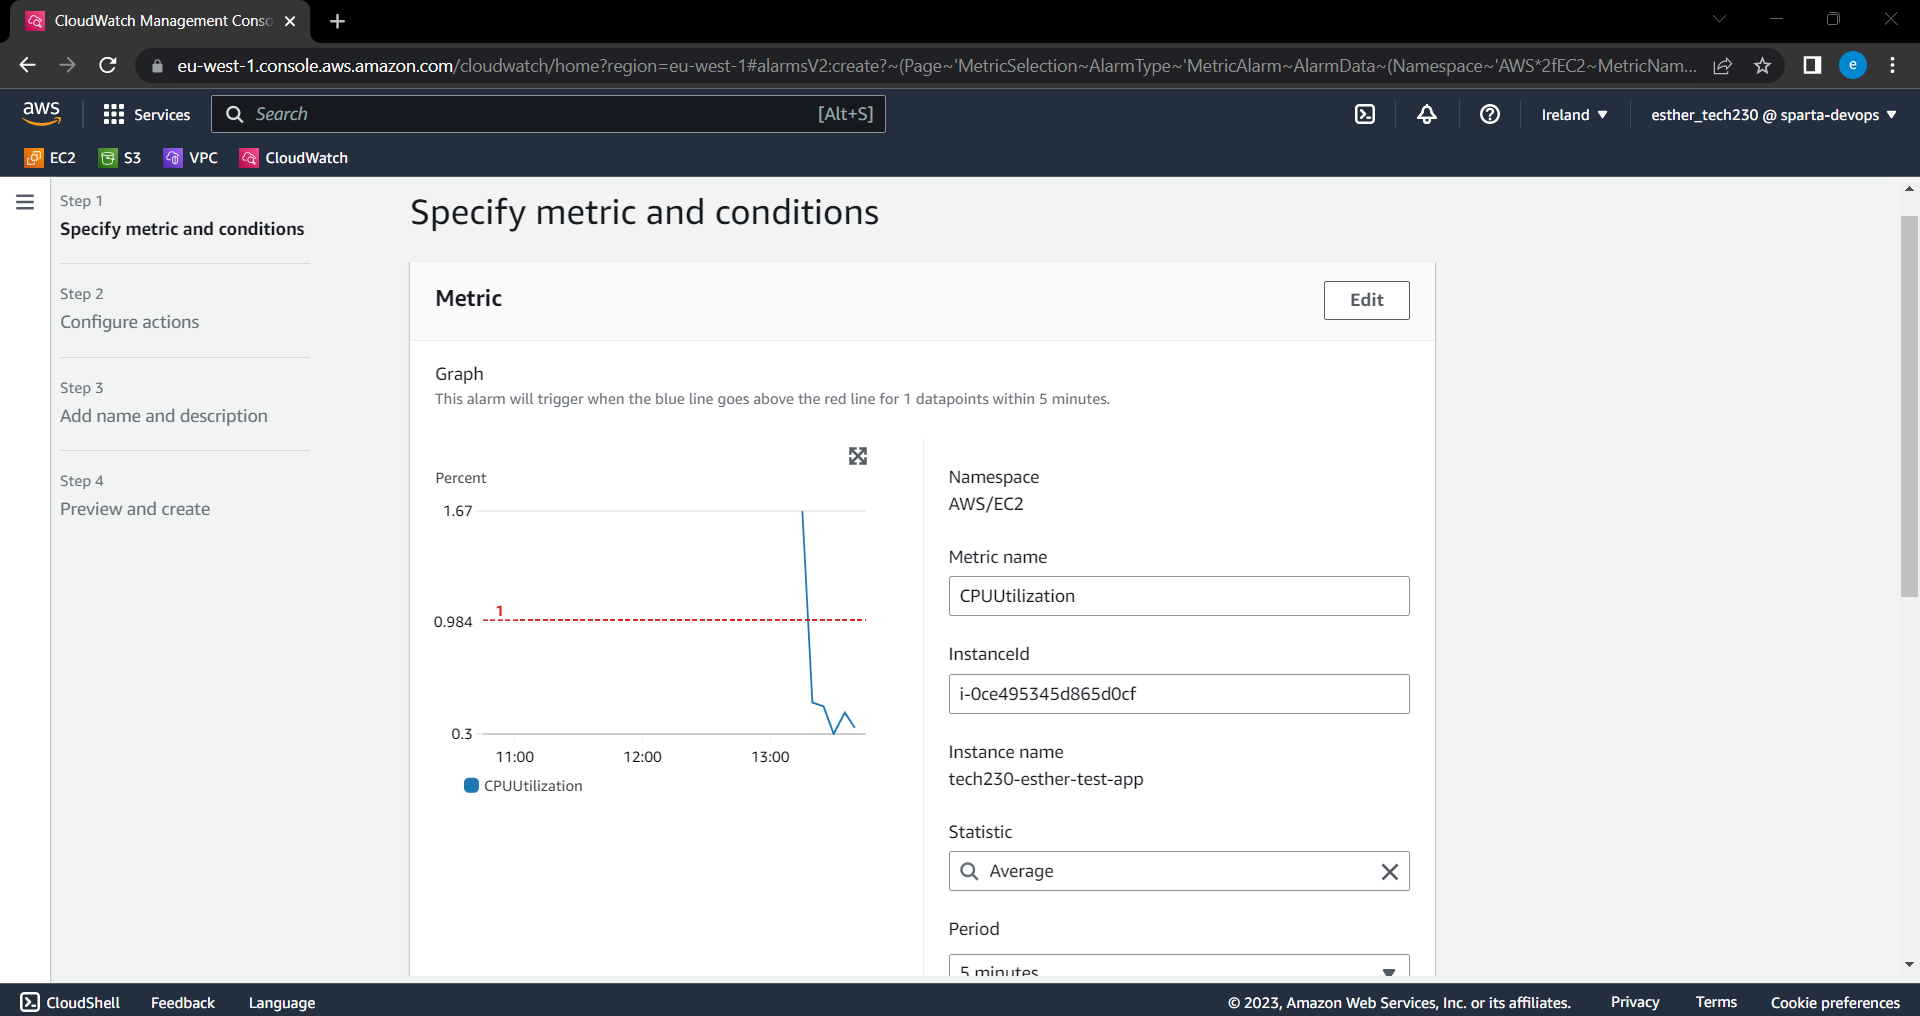 CloudWatch Management Conso
eu-west-1.console.aws.amazon.com/cloudwatch/home?region=eu-west-1#alarmsV2:create?~(Page~'MetricSelection~AlarmType~'MetricAlarm~AlarmData~(Namespace~'AWS*2fEC2~MetricNam...
e
aws
Services
Search
[Alt+S]
Ireland
esther_tech230 @ sparta-devops
EC2
S3
VPC
CloudWatch
Step 1
Specify metric and conditions
Step 2
Configure actions
Step 3
Add name and description
Step 4
Preview and create
Specify metric and conditions
Metric
Edit
Graph
This alarm will trigger when the blue line goes above the red line for 1 datapoints within 5 minutes.
Percent
1.67
1
0.984
0.3
11:00
12:00
13:00
CPUUtilization
Namespace
AWS/EC2
Metric name
CPUUtilization
InstanceId
i-0ce495345d865d0cf
Instance name
tech230-esther-test-app
Statistic
Average
Period
5 minutes
CloudShell
Feedback
Language
© 2023, Amazon Web Services, Inc. or its affiliates.
Privacy
Terms
Cookie preferences